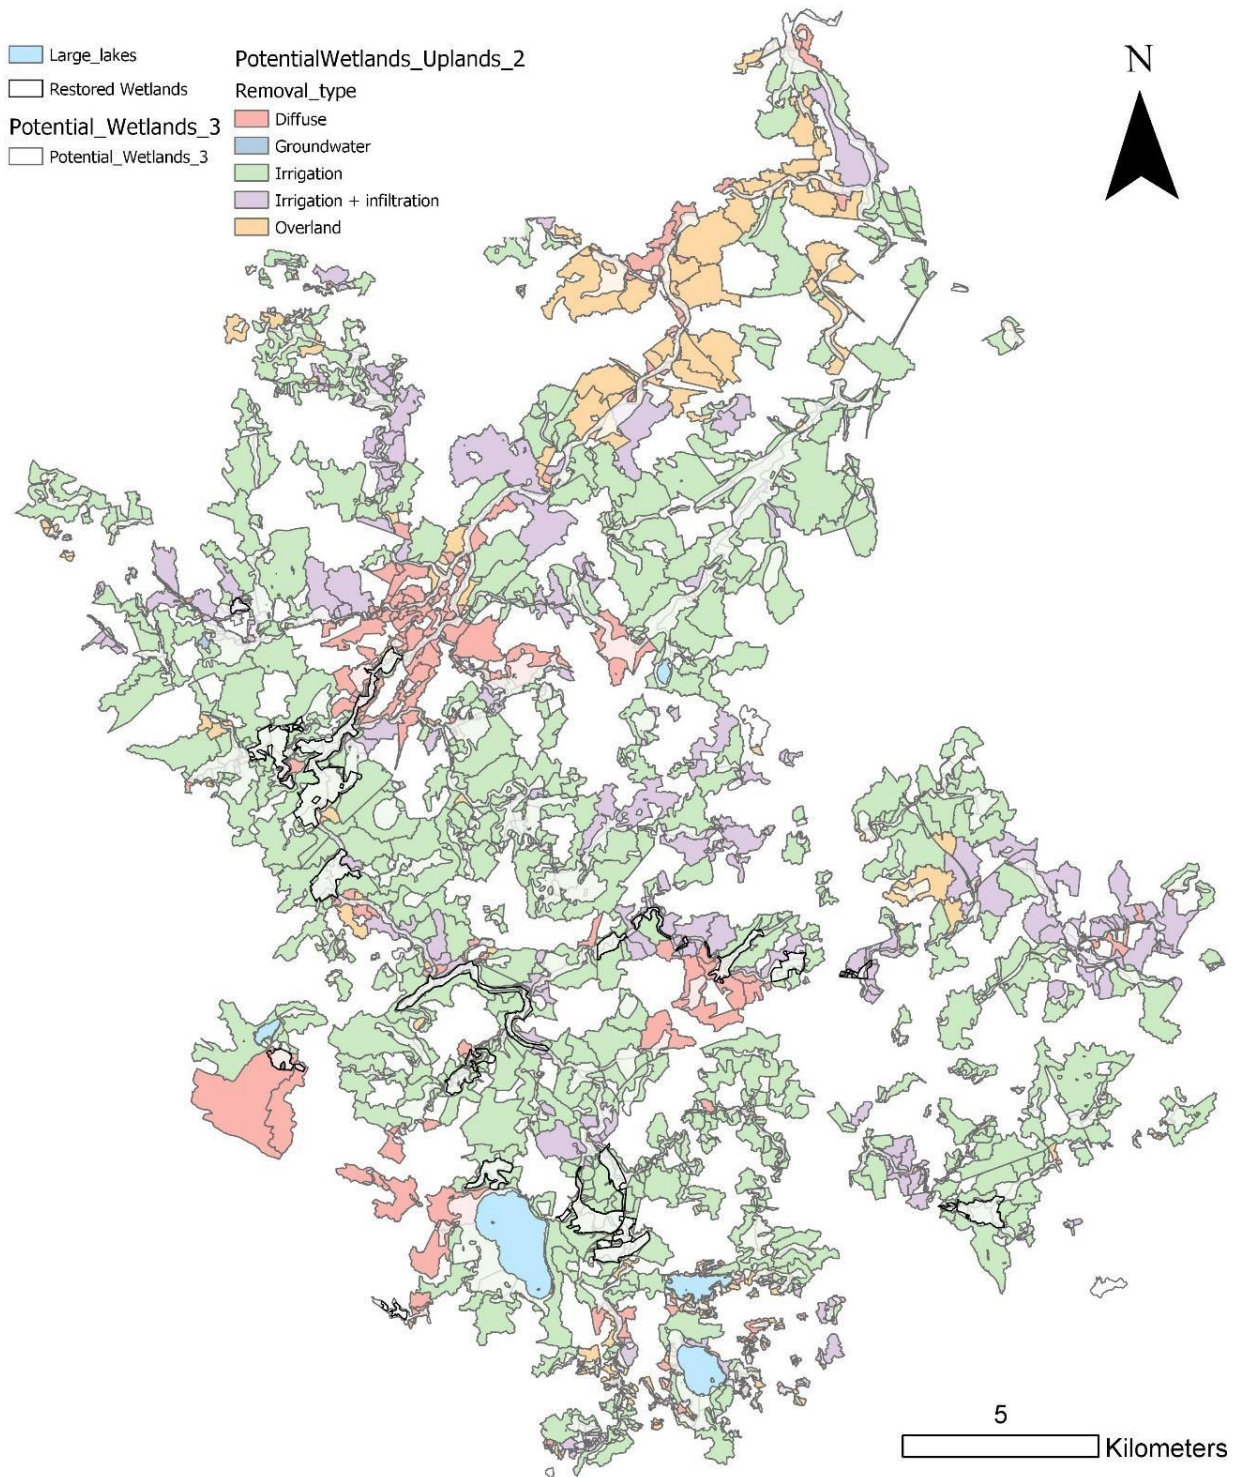 Large_lakes
Restored Wetlands
Potential_Wetlands_3
Potential_Wetlands_3
PotentialWetlands_Uplands_2
Removal_type
Diffuse
Groundwater
Irrigation
Irrigation + infiltration
Overland
N
5
Kilometers